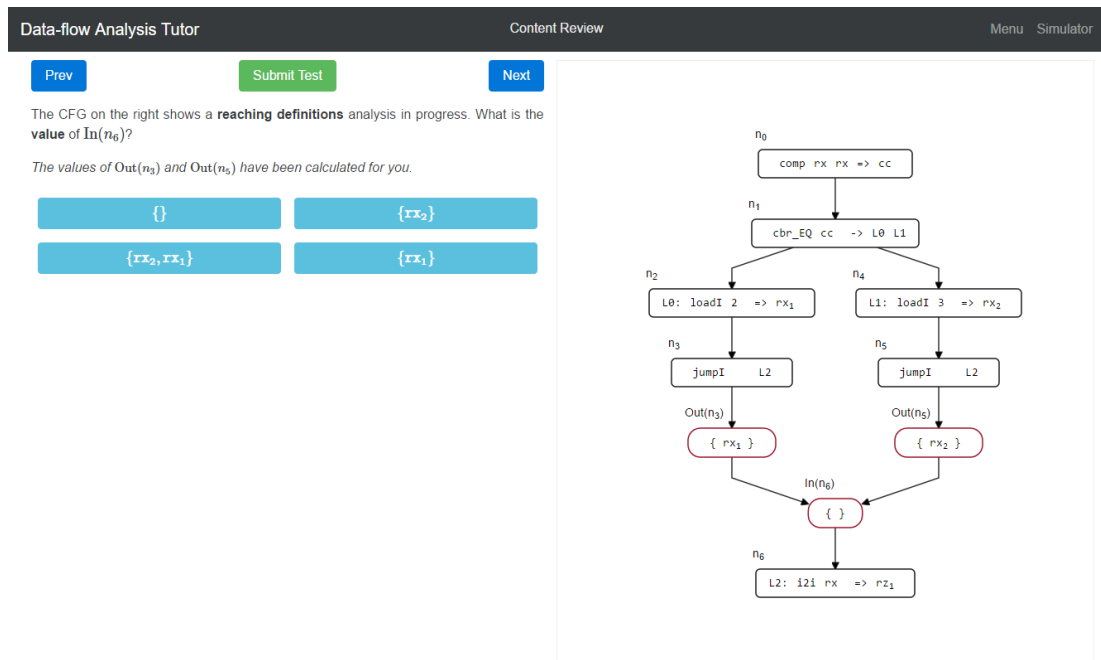 Data-flow Analysis Tutor
Content Review
Menu Simulator
Prev
Submit Test
Next
The CFG on the right shows a reaching definitions analysis in progress. What is the
value of In(n₆)?
The values of Out(n₃) and Out(n₅) have been calculated for you.
{}
{rx₂}
{rx₂, rx₁}
{rx₁}
n₀
comp rx rx => cc
n₁
cbr_EQ cc -> L0 L1
n₂
L0: loadI 2 => rx₁
n₄
L1: loadI 3 => rx₂
n₃
jumpI L2
n₅
jumpI L2
Out(n₃)
{ rx₁ }
Out(n₅)
{ rx₂ }
In(n₆)
{ }
n₆
L2: i2i rx => rz₁